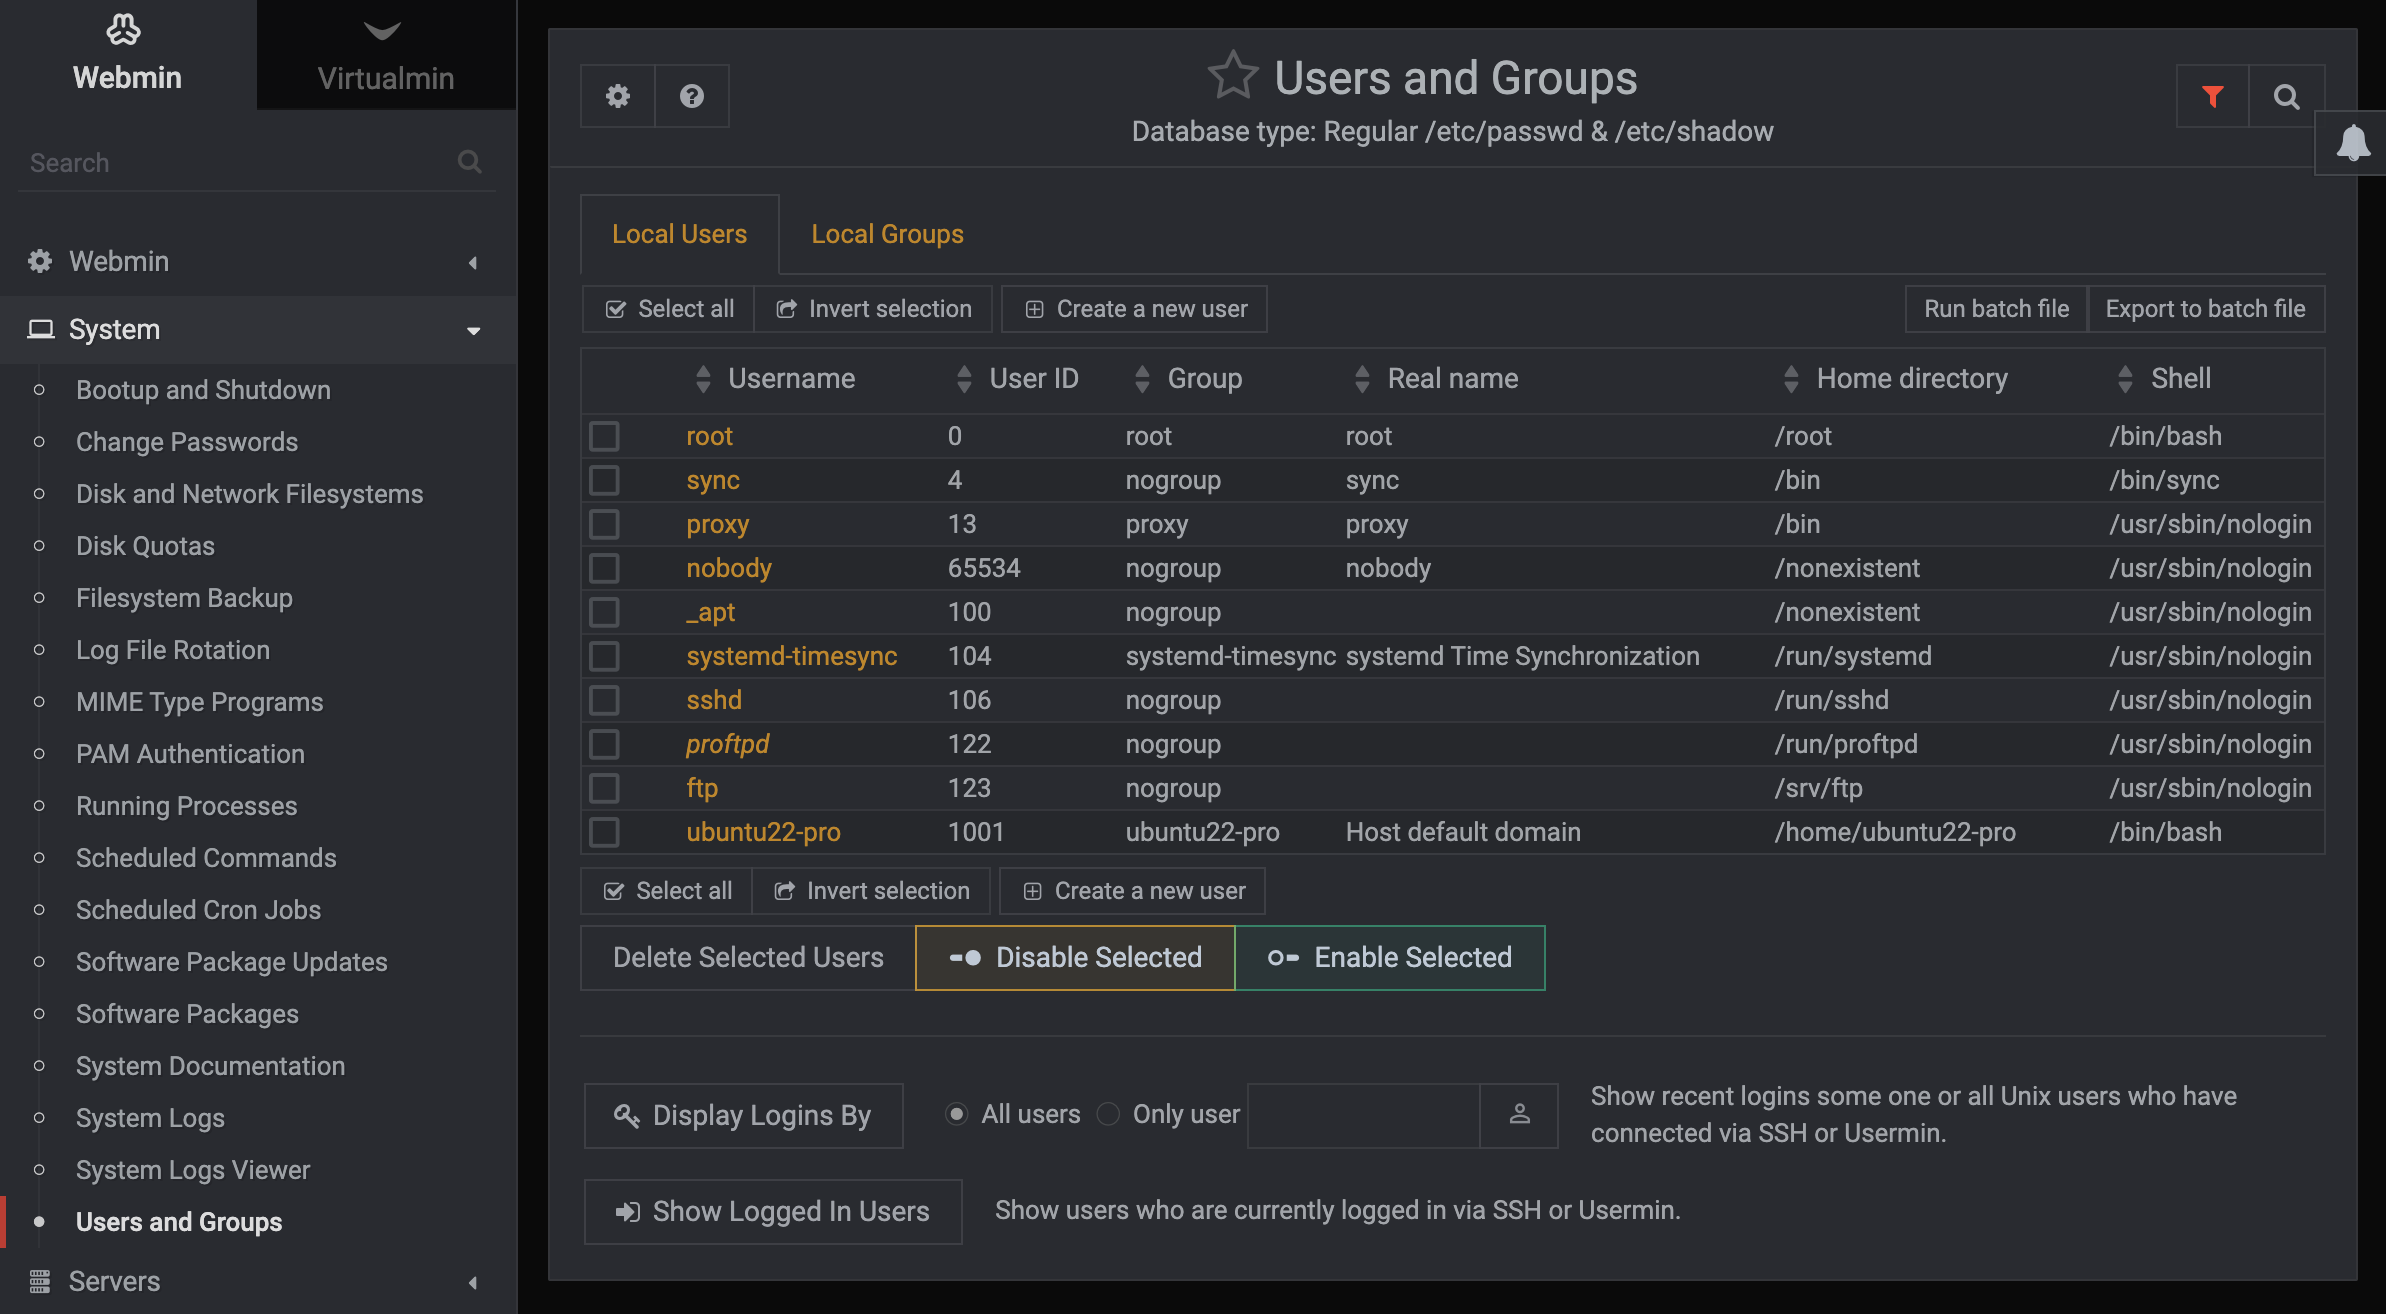 Webmin
Virtualmin
Search
Webmin
System
Bootup and Shutdown
Change Passwords
Disk and Network Filesystems
Disk Quotas
Filesystem Backup
Log File Rotation
MIME Type Programs
PAM Authentication
Running Processes
Scheduled Commands
Scheduled Cron Jobs
Software Package Updates
Software Packages
System Documentation
System Logs
System Logs Viewer
Users and Groups
Servers
Users and Groups
Database type: Regular /etc/passwd & /etc/shadow
Local Users Local Groups
Select all Invert selection Create a new user Run batch file Export to batch file
Username User ID Group Real name Home directory Shell
root 0 root root /root /bin/bash
sync 4 nogroup sync /bin /bin/sync
proxy 13 proxy proxy /bin /usr/sbin/nologin
nobody 65534 nogroup nobody /nonexistent /usr/sbin/nologin
_apt 100 nogroup /nonexistent /usr/sbin/nologin
systemd-timesync 104 systemd-timesync systemd Time Synchronization /run/systemd /usr/sbin/nologin
sshd 106 nogroup /run/sshd /usr/sbin/nologin
proftpd 122 nogroup /run/proftpd /usr/sbin/nologin
ftp 123 nogroup /srv/ftp /usr/sbin/nologin
ubuntu22-pro 1001 ubuntu22-pro Host default domain /home/ubuntu22-pro /bin/bash
Select all Invert selection Create a new user
Delete Selected Users Disable Selected Enable Selected
Display Logins By All users Only user
Show recent logins some one or all Unix users who have
connected via SSH or Usermin.
Show Logged In Users Show users who are currently logged in via SSH or Usermin.